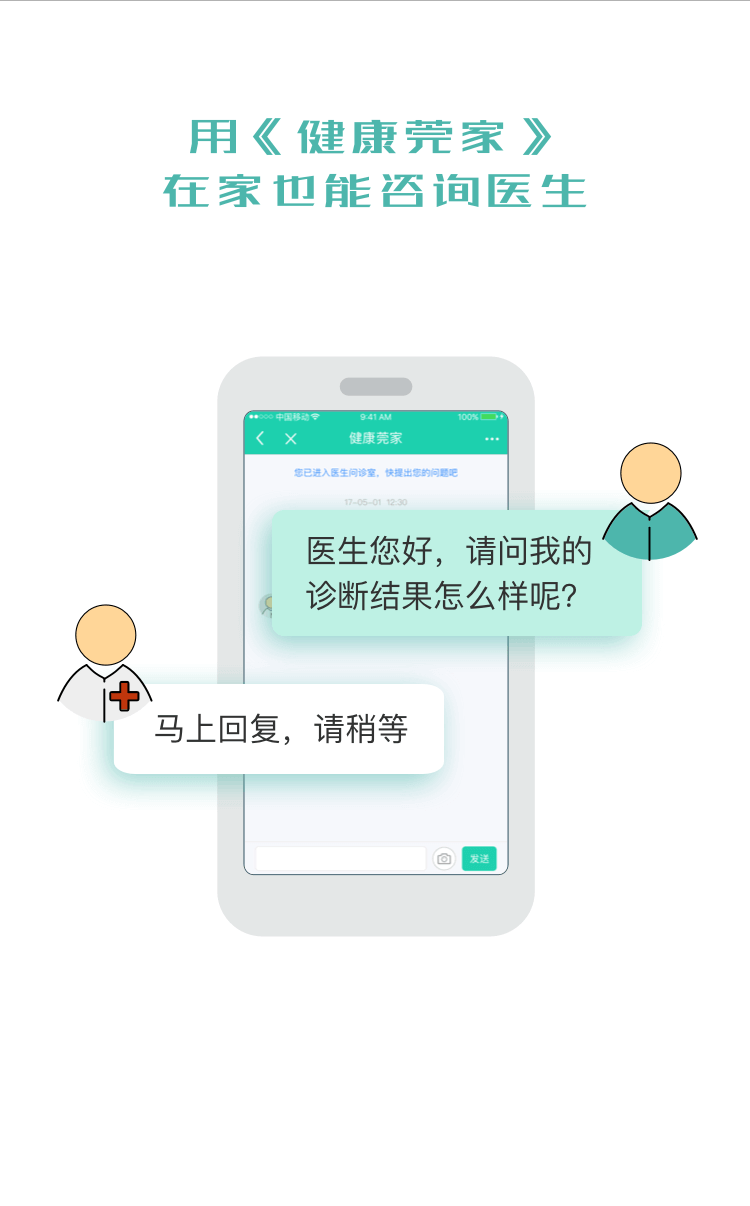 用《健康莞家》
在家也能咨询医生
中国移动 9:41 AM 100%
健康莞家
您已进入医生问诊室，快提出您的问题吧
17-05-01 12:30
医生您好，请问我的
诊断结果怎么样呢？
马上回复，请稍等
发送